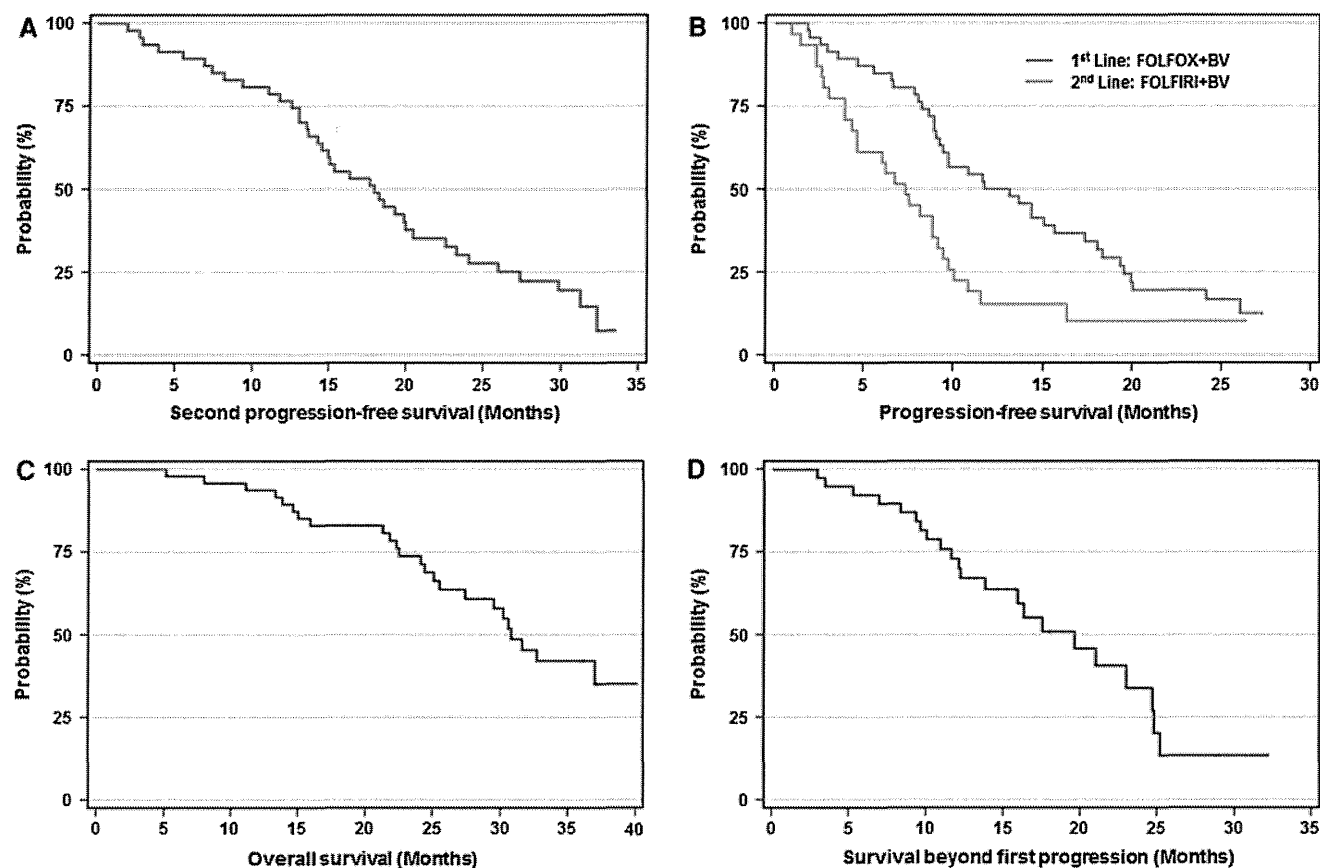 A
100
75
50
25
0
Probability (%)
0 5 10 15 20 25 30 35
Second progression-free survival (Months)
B
100
75
50
25
0
Probability (%)
1st Line: FOLFOX+BV
2nd Line: FOLFIRI+BV
0 5 10 15 20 25 30
Progression-free survival (Months)
C
100
75
50
25
0
Probability (%)
0 5 10 15 20 25 30 35 40
Overall survival (Months)
D
100
75
50
25
0
Probability (%)
0 5 10 15 20 25 30 35
Survival beyond first progression (Months)